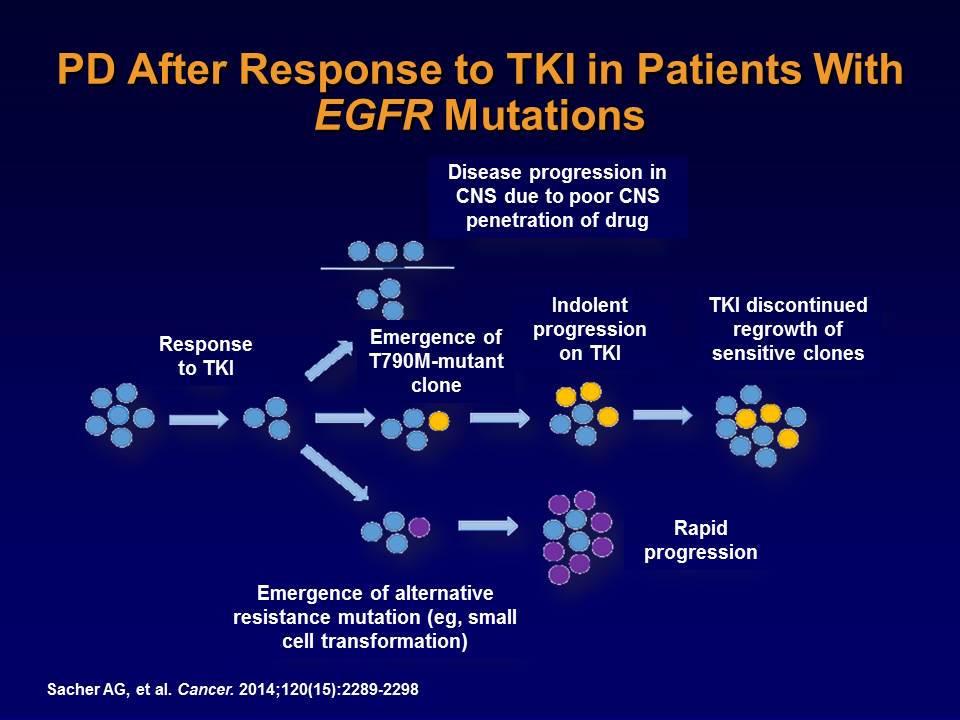 PD After Response to TKI in Patients With
EGFR Mutations
Disease progression in
CNS due to poor CNS
penetration of drug
Response
to TKI
Emergence of
T790M-mutant
clone
Indolent
progression
on TKI
TKI discontinued
regrowth of
sensitive clones
Rapid
progression
Emergence of alternative
resistance mutation (eg, small
cell transformation)
Sacher AG, et al. Cancer. 2014;120(15):2289-2298